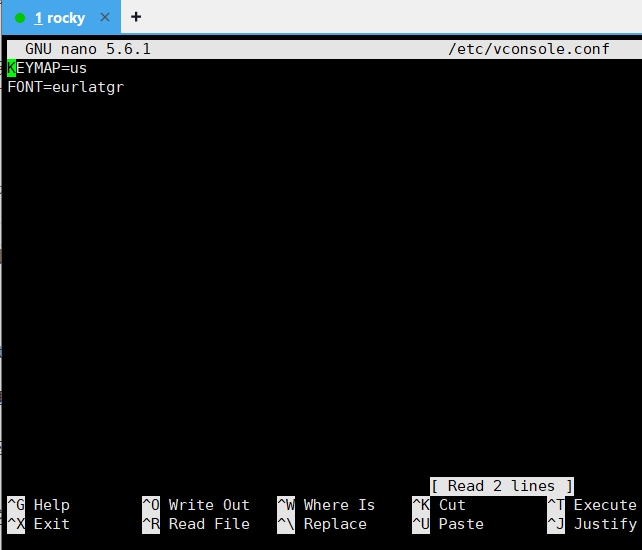 1 rocky × +
GNU nano 5.6.1 /etc/vconsole.conf
KEYMAP=us
FONT=eurlatgr
[ Read 2 lines ]
^G Help ^O Write Out ^W Where Is ^K Cut ^T Execute
^X Exit ^R Read File ^\ Replace ^U Paste ^J Justify